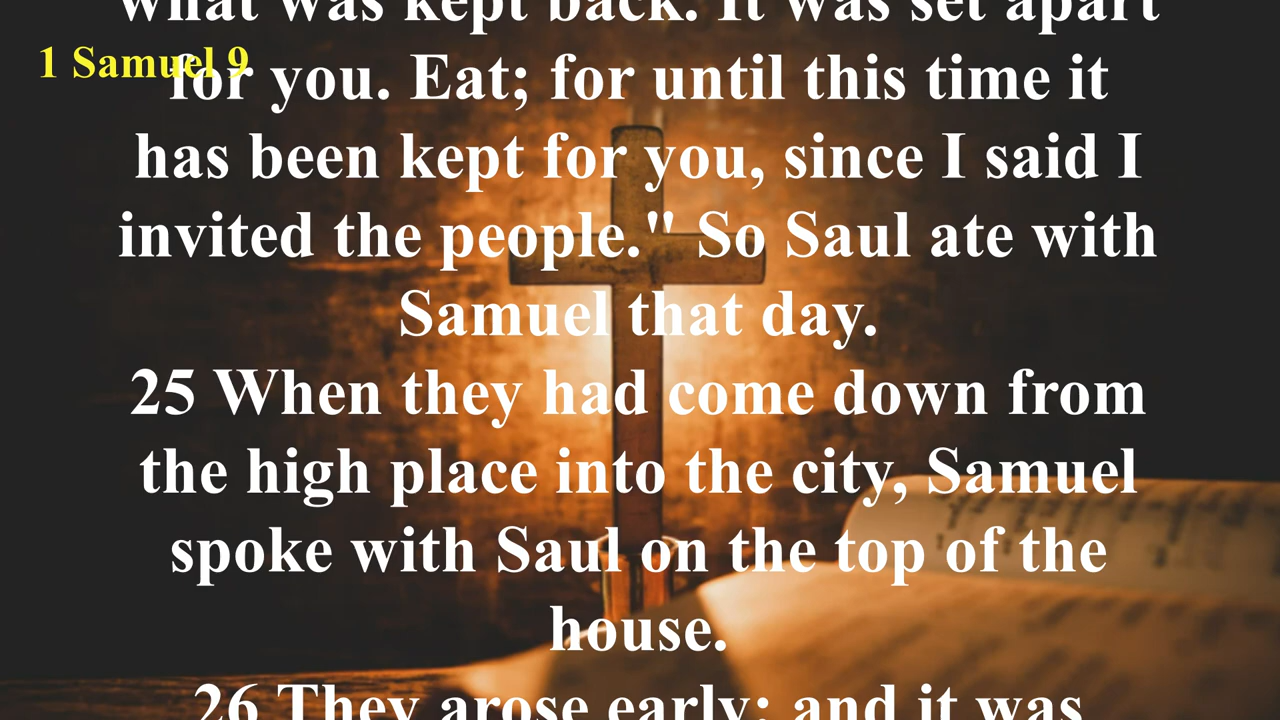 what was kept back. It was set apart
1 Samuel 9
for you. Eat; for until this time it
has been kept for you, since I said I
invited the people." So Saul ate with
Samuel that day.
25 When they had come down from
the high place into the city, Samuel
spoke with Saul on the top of the
house.
26 They arose early; and it was